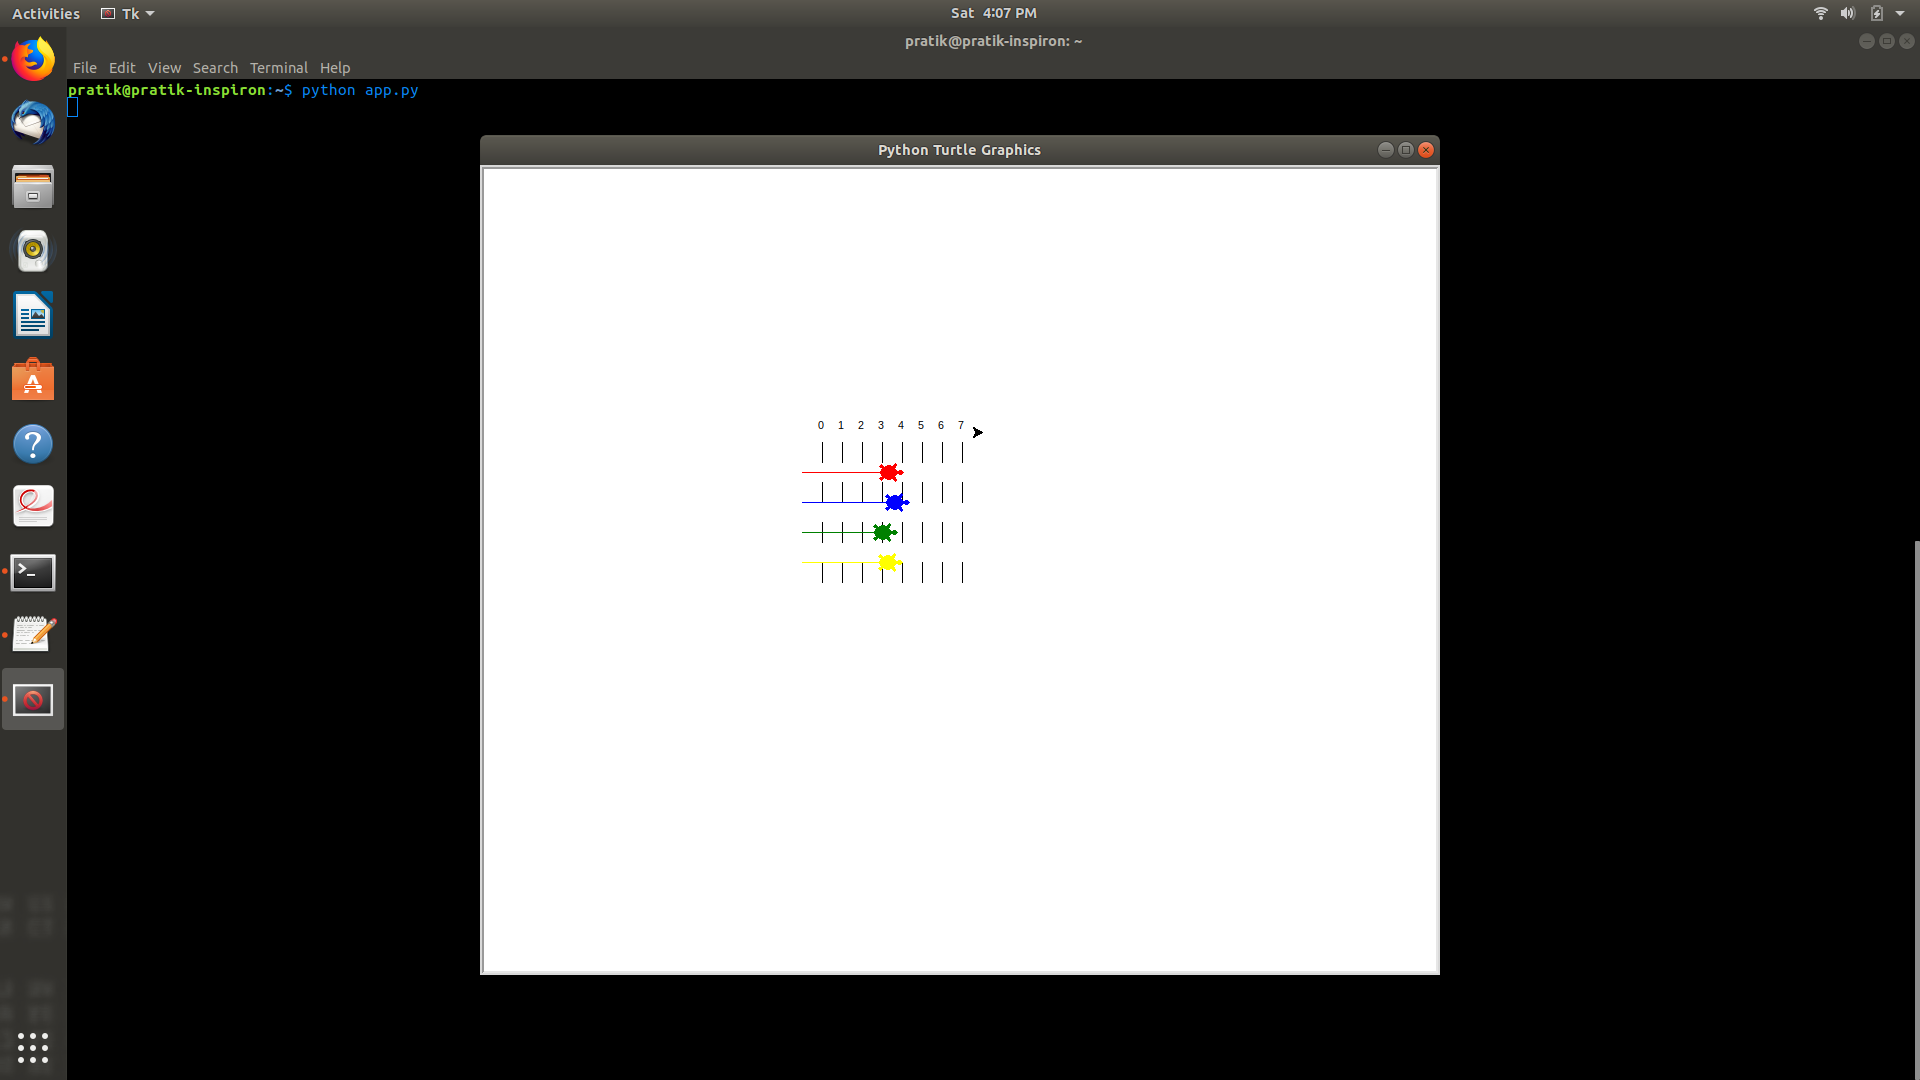 Activities Tk Sat 4:07 PM
pratik@pratik-inspiron: ~
File Edit View Search Terminal Help
pratik@pratik-inspiron:~$ python app.py
Python Turtle Graphics
0 1 2 3 4 5 6 7